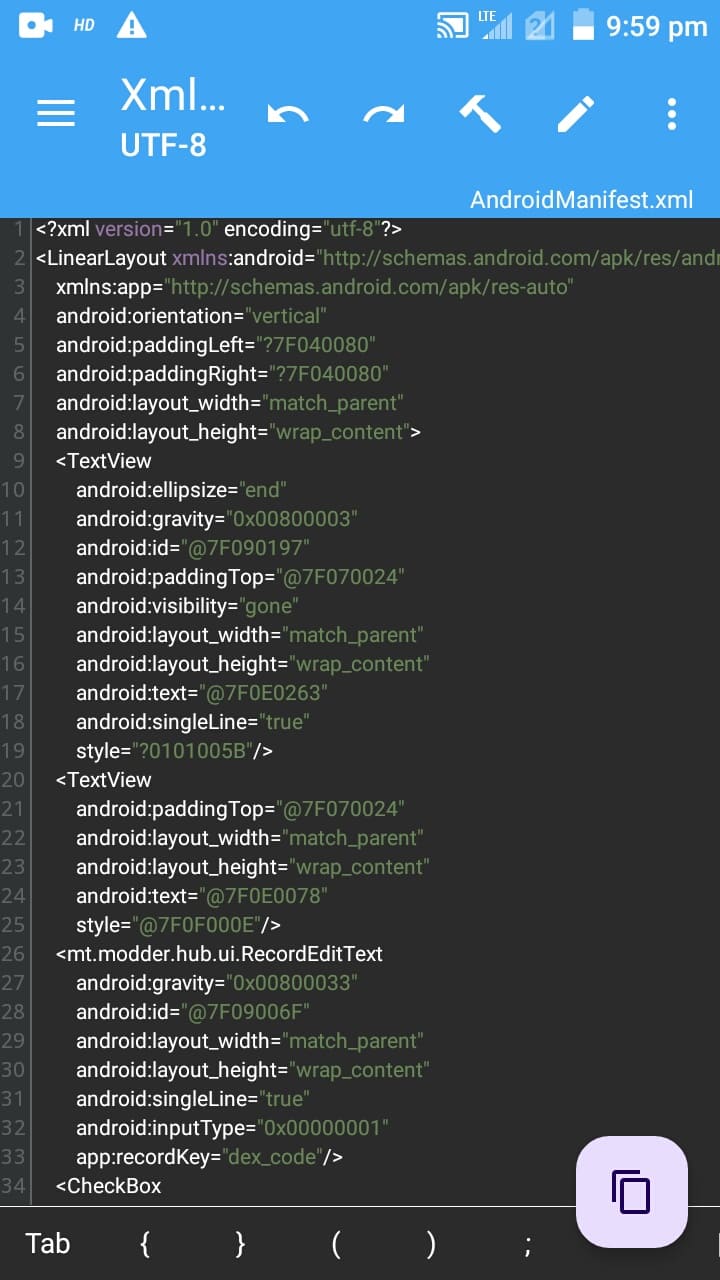 HD LTE 21 9:59 pm
Xml...
UTF-8
AndroidManifest.xml
1 <?xml version="1.0" encoding="utf-8"?>
2 <LinearLayout xmlns:android="http://schemas.android.com/apk/res/andr
3 xmlns:app="http://schemas.android.com/apk/res-auto"
4 android:orientation="vertical"
5 android:paddingLeft="?7F040080"
6 android:paddingRight="?7F040080"
7 android:layout_width="match_parent"
8 android:layout_height="wrap_content">
9 <TextView
10 android:ellipsize="end"
11 android:gravity="0x00800003"
12 android:id="@7F090197"
13 android:paddingTop="@7F070024"
14 android:visibility="gone"
15 android:layout_width="match_parent"
16 android:layout_height="wrap_content"
17 android:text="@7F0E0263"
18 android:singleLine="true"
19 style="?0101005B"/>
20 <TextView
21 android:paddingTop="@7F070024"
22 android:layout_width="match_parent"
23 android:layout_height="wrap_content"
24 android:text="@7F0E0078"
25 style="@7F0F000E"/>
26 <mt.modder.hub.ui.RecordEditText
27 android:gravity="0x00800033"
28 android:id="@7F09006F"
29 android:layout_width="match_parent"
30 android:layout_height="wrap_content"
31 android:singleLine="true"
32 android:inputType="0x00000001"
33 app:recordKey="dex_code"/>
34 <CheckBox
Tab { } ( ) ;